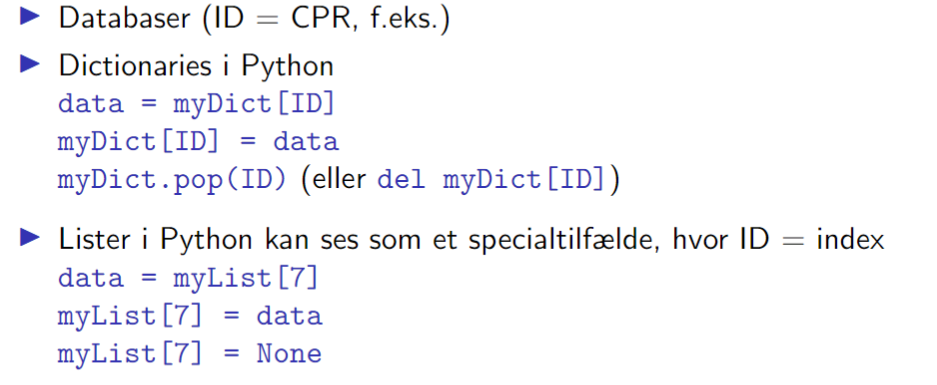 ▶ Databaser (ID = CPR, f.eks.)
▶ Dictionaries i Python
data = myDict[ID]
myDict[ID] = data
myDict.pop(ID) (eller del myDict[ID])
▶ Lister i Python kan ses som et specialtilfælde, hvor ID = index
data = myList[7]
myList[7] = data
myList[7] = None